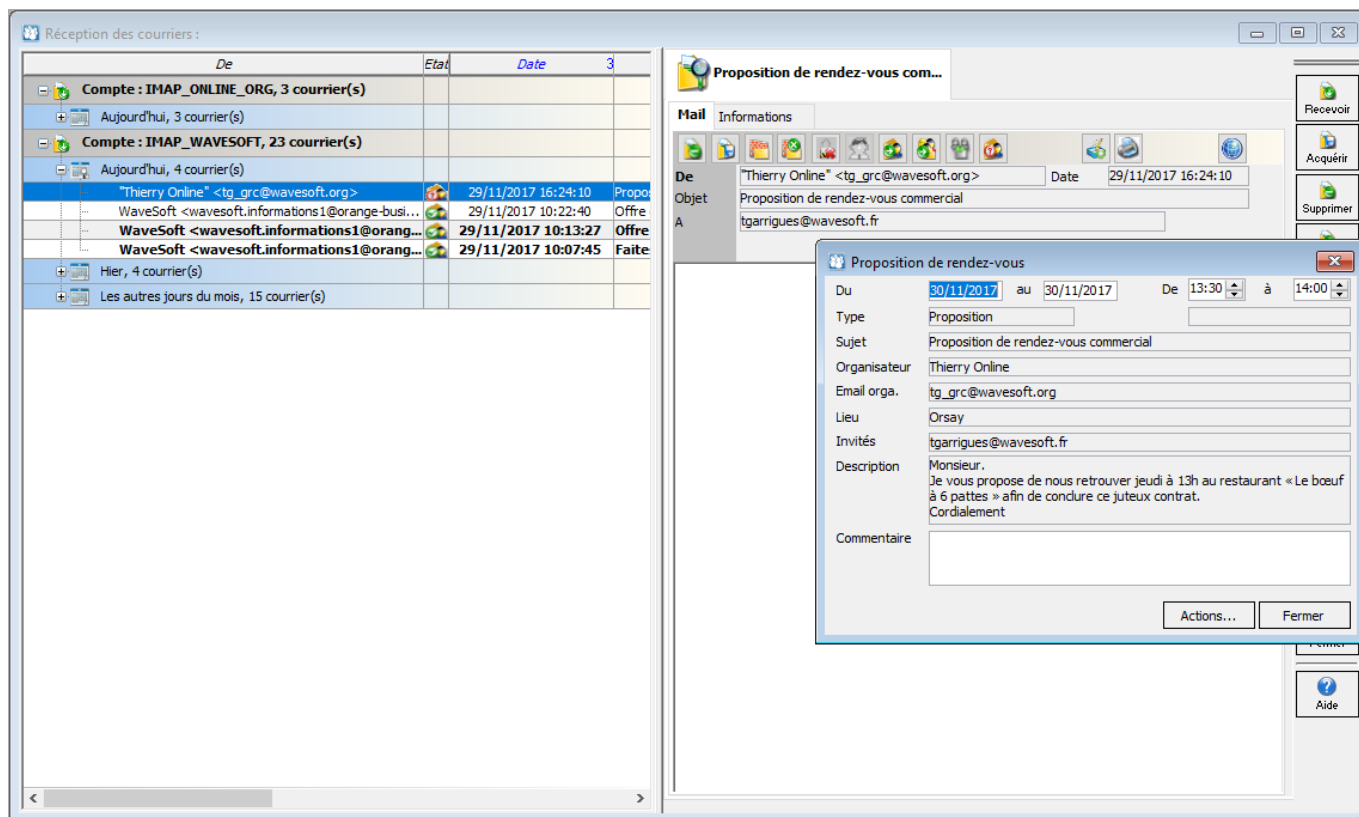 Réception des courriers :
De Etat Date 3
Compte : IMAP_ONLINE_ORG, 3 courrier(s)
Aujourd'hui, 3 courrier(s)
Compte : IMAP_WAVESOFT, 23 courrier(s)
Aujourd'hui, 4 courrier(s)
"Thierry Online" <tg_grc@wavesoft.org> 29/11/2017 16:24:10 Propo
WaveSoft <wavesoft.informations1@orange-busi... 29/11/2017 10:22:40 Offre
WaveSoft <wavesoft.informations1@orang... 29/11/2017 10:13:27 Offre
WaveSoft <wavesoft.informations1@orang... 29/11/2017 10:07:45 Faite
Hier, 4 courrier(s)
Les autres jours du mois, 15 courrier(s)
Proposition de rendez-vous com...
Mail Informations
De "Thierry Online" <tg_grc@wavesoft.org> Date 29/11/2017 16:24:10
Objet Proposition de rendez-vous commercial
A tgarrigues@wavesoft.fr
Proposition de rendez-vous
Du 30/11/2017 au 30/11/2017 De 13:30 à 14:00
Type Proposition
Sujet Proposition de rendez-vous commercial
Organisateur Thierry Online
Email orga. tg_grc@wavesoft.org
Lieu Orsay
Invités tgarrigues@wavesoft.fr
Description Monsieur.
Je vous propose de nous retrouver jeudi à 13h au restaurant « Le bœuf
à 6 pattes » afin de conclure ce juteux contrat.
Cordialement
Commentaire
Actions... Fermer
Recevoir
Acquérir
Supprimer
Fermer
Aide